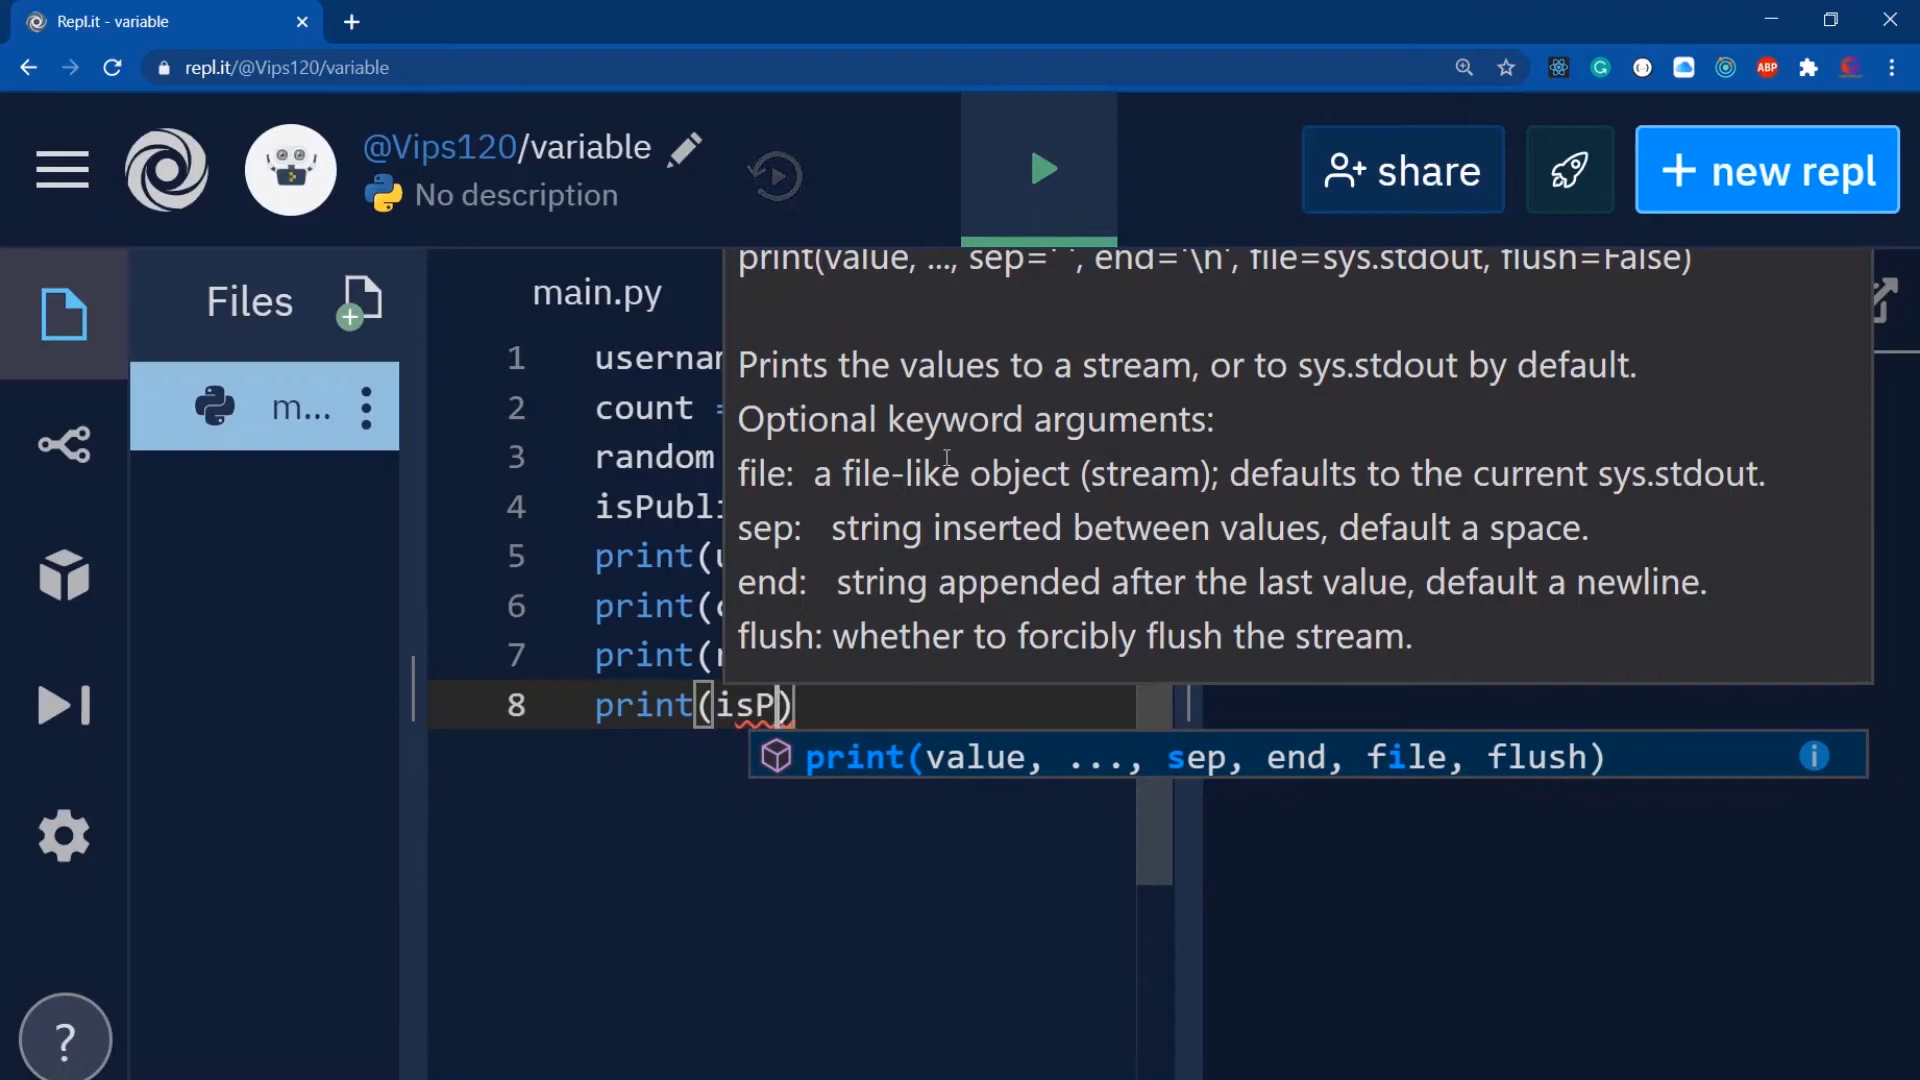 Repl.it - variable
repl.it/@Vips120/variable
ABP
@Vips120/variable
No description
share
+ new repl
Files
main.py
m...
print(value, ..., sep=' ', end='\n', file=sys.stdout, flush=False)
Prints the values to a stream, or to sys.stdout by default.
Optional keyword arguments:
file: a file-like object (stream); defaults to the current sys.stdout.
sep: string inserted between values, default a space.
end: string appended after the last value, default a newline.
flush: whether to forcibly flush the stream.
1
2 count
3 random
4
5 print(
6 print(
7 print(
8 print(isP)
print(value, ..., sep, end, file, flush)
?